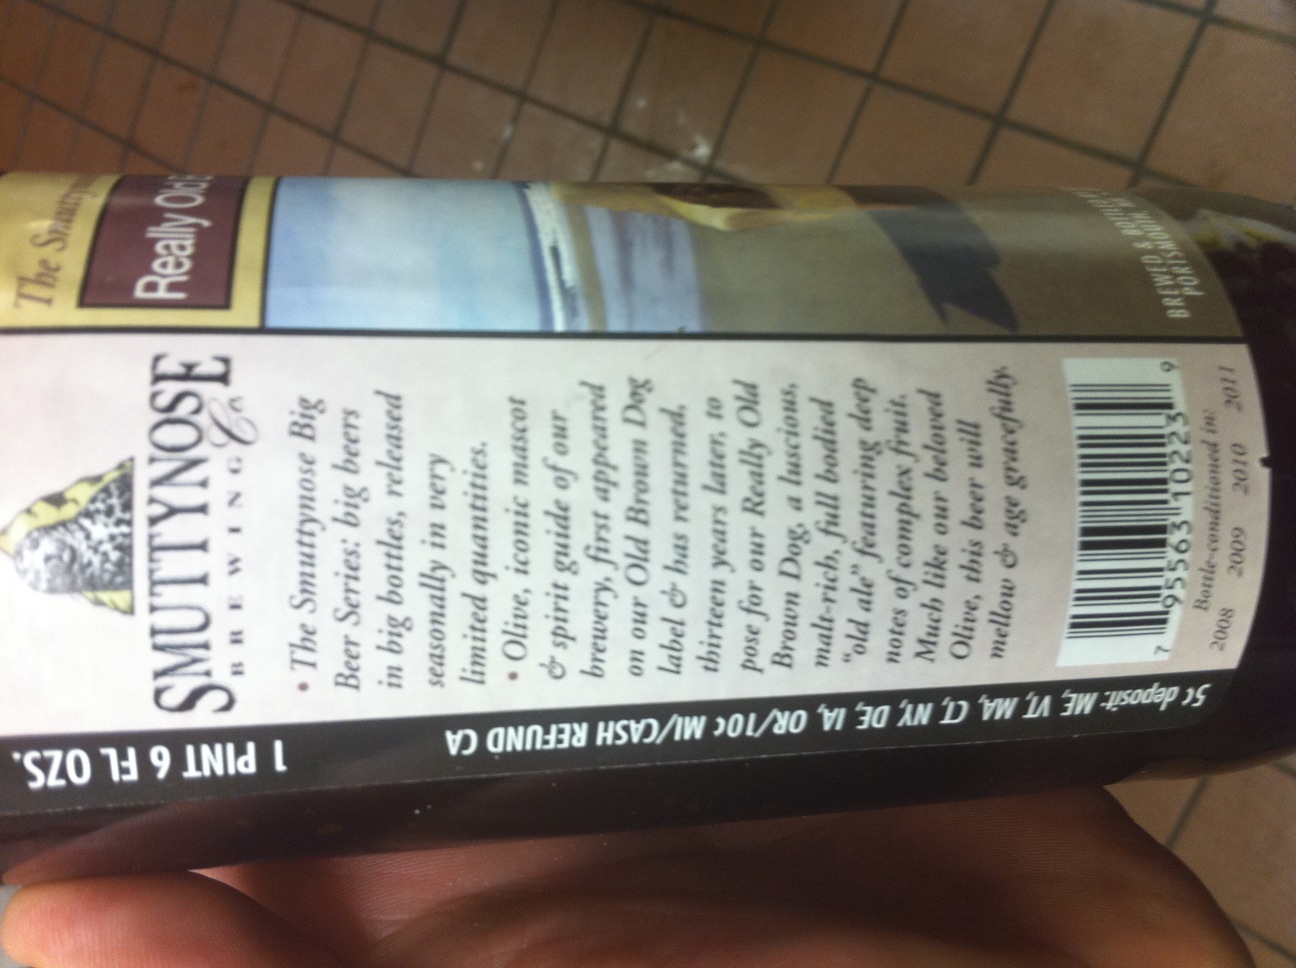 The
Really Old
SMUTTYNOSE
BREWING Co
• The Smuttynose Big
Beer Series: big beers
in big bottles, released
seasonally in very
limited quantities.
• Olive, iconic mascot
& spirit guide of our
brewery, first appeared
on our Old Brown Dog
label & has returned,
thirteen years later, to
pose for our Really Old
Brown Dog, a luscious,
malt-rich, full bodied
"old ale" featuring deep
notes of complex fruit.
Much like our beloved
Olive, this beer will
mellow & age gracefully.
7 95563 10223 9
Bottle-conditioned in:
2008 2009 2010 2011
1 PINT 6 FL OZS.
5¢ deposit: ME, VT, MA, CT, NY, DE, IA, OR/10¢ MI/CASH REFUND CA
BREWED & BOTTLED
PORTSMOUTH,